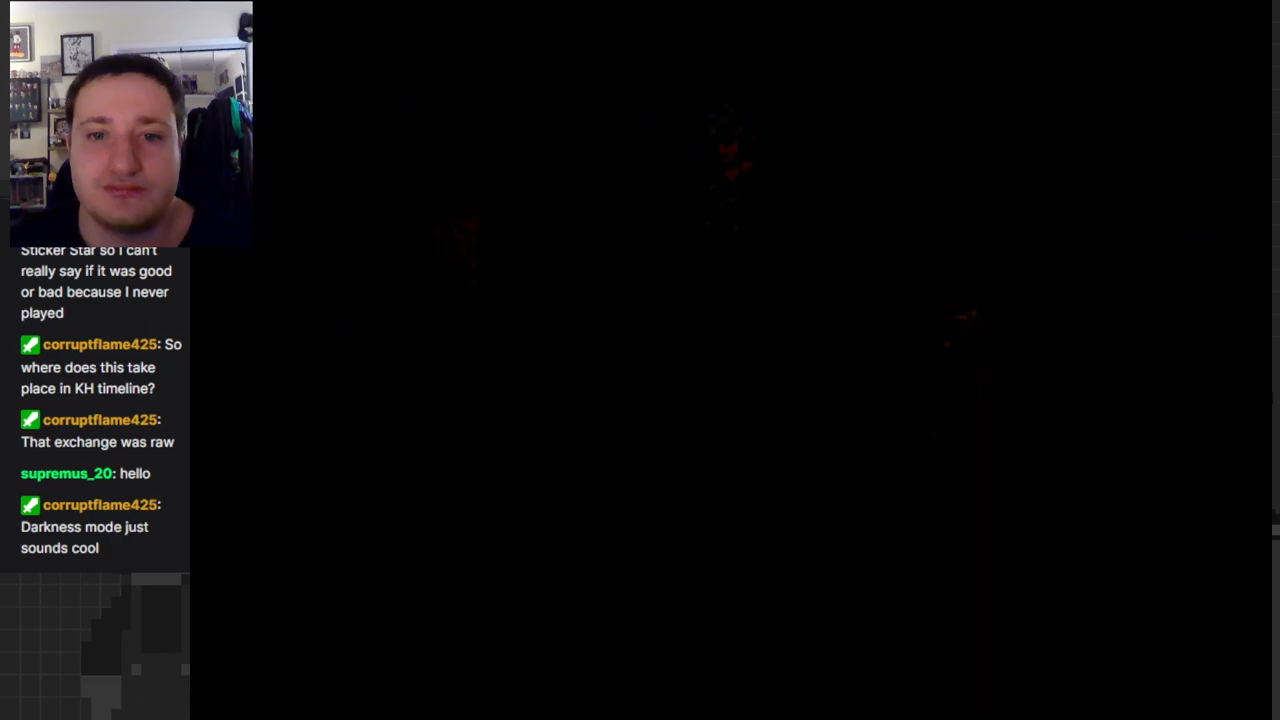 Sticker Star so I can't
really say if it was good
or bad because I never
played
corruptflame425: So
where does this take
place in KH timeline?
corruptflame425:
That exchange was raw
supremus_20: hello
corruptflame425:
Darkness mode just
sounds cool